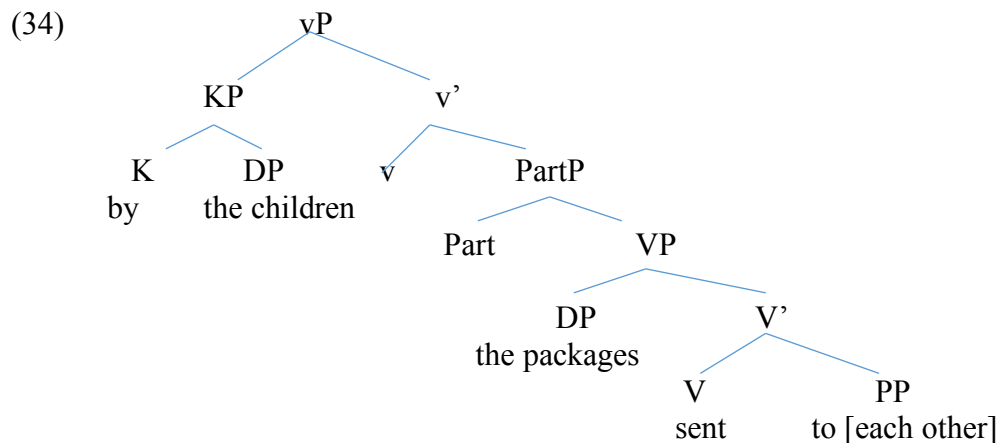 (34) vP
KP v’
K DP v PartP
by the children
Part VP
DP V’
the packages
V PP
sent to [each other]